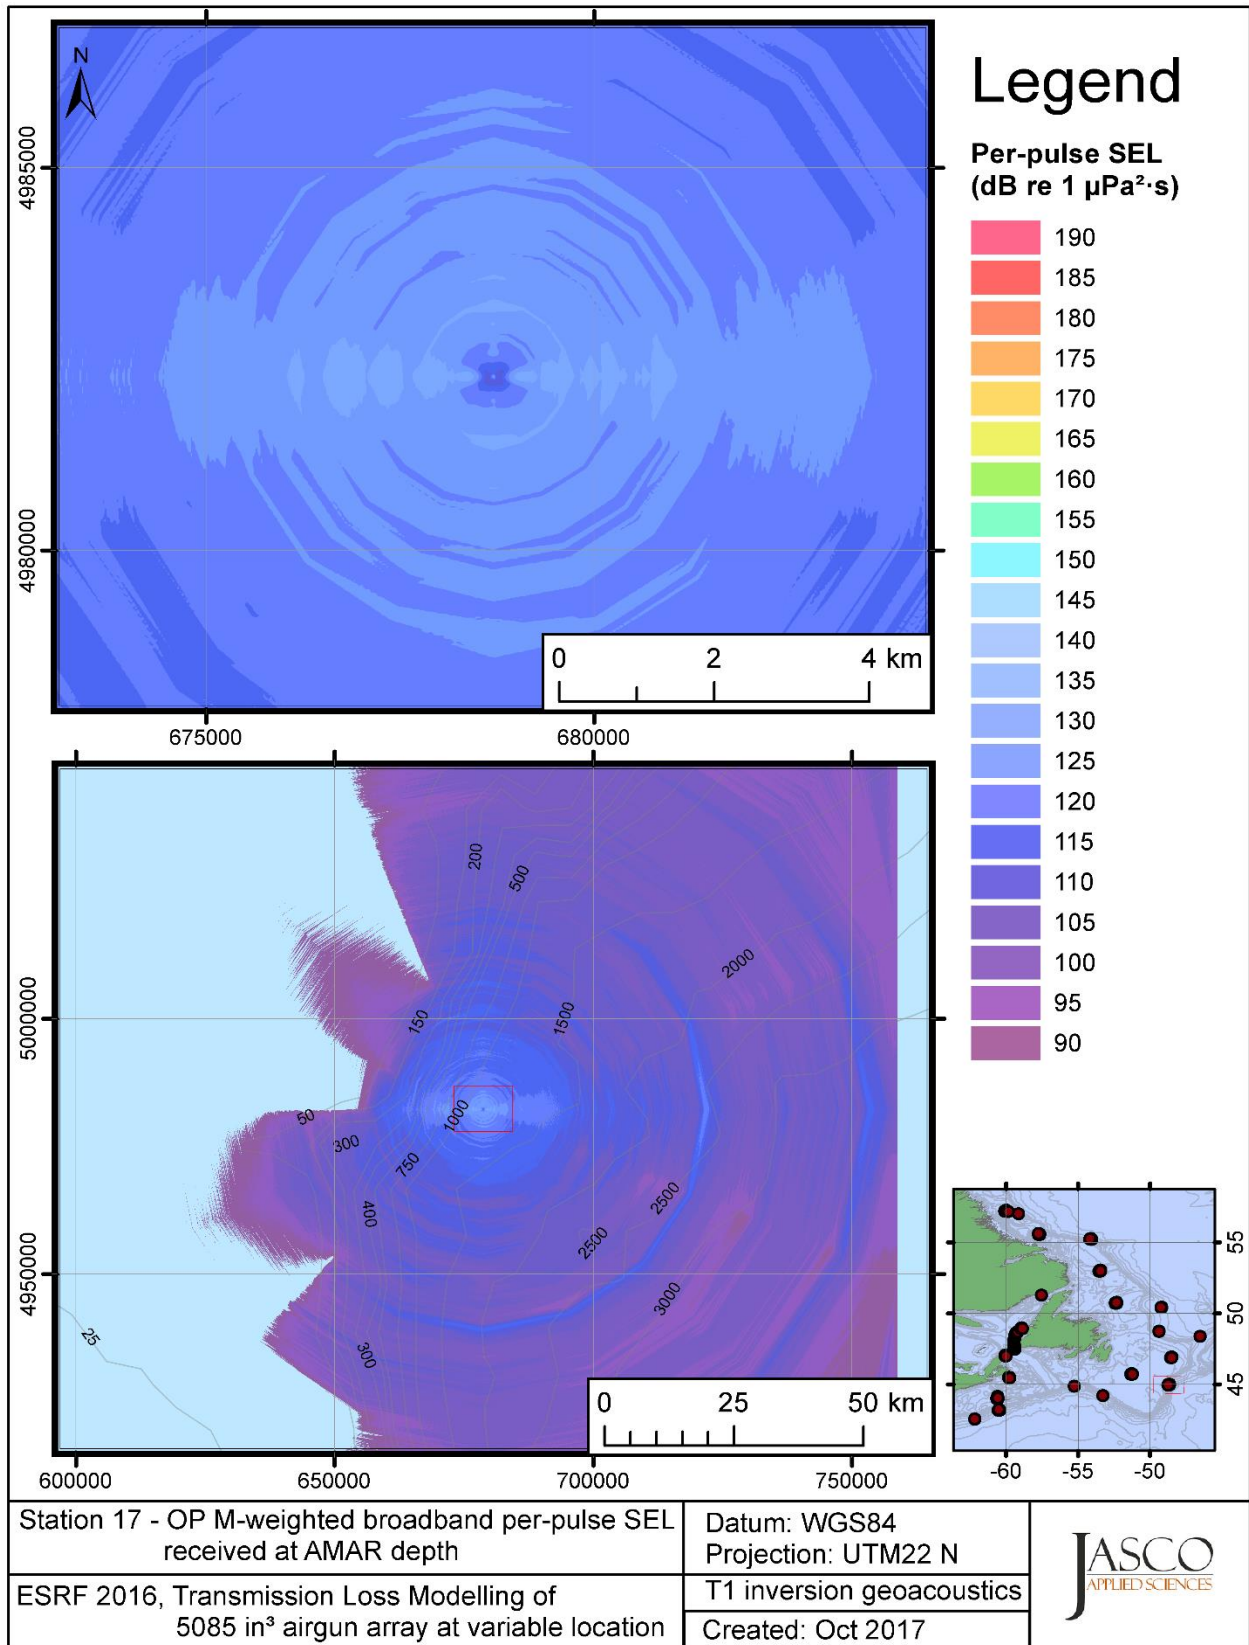 N
4985000
4980000
0 2 4 km
675000 680000
Legend
Per-pulse SEL
(dB re 1 µPa²·s)
190
185
180
175
170
165
160
155
150
145
140
135
130
125
120
115
110
105
100
95
90
5000000
4950000
200
500
2000
150
1500
50
1000
300
750
400
2500
2500
3000
25
300
0 25 50 km
600000 650000 700000 750000
55
50
45
-60 -55 -50
Station 17 - OP M-weighted broadband per-pulse SEL
received at AMAR depth
ESRF 2016, Transmission Loss Modelling of
5085 in³ airgun array at variable location
Datum: WGS84
Projection: UTM22 N
T1 inversion geoacoustics
Created: Oct 2017
JASCO
APPLIED SCIENCES